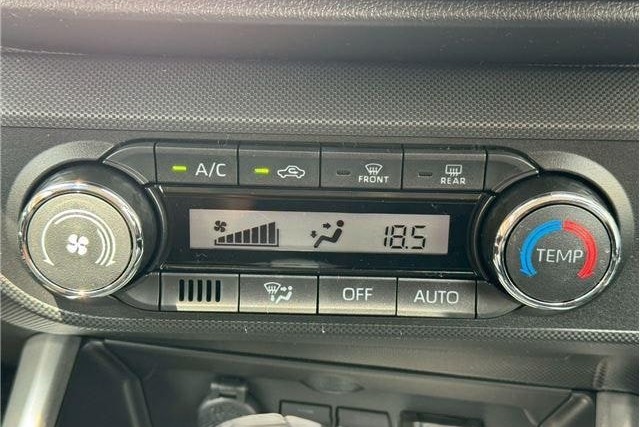 A/C
FRONT
REAR
18.5
TEMP
OFF
AUTO